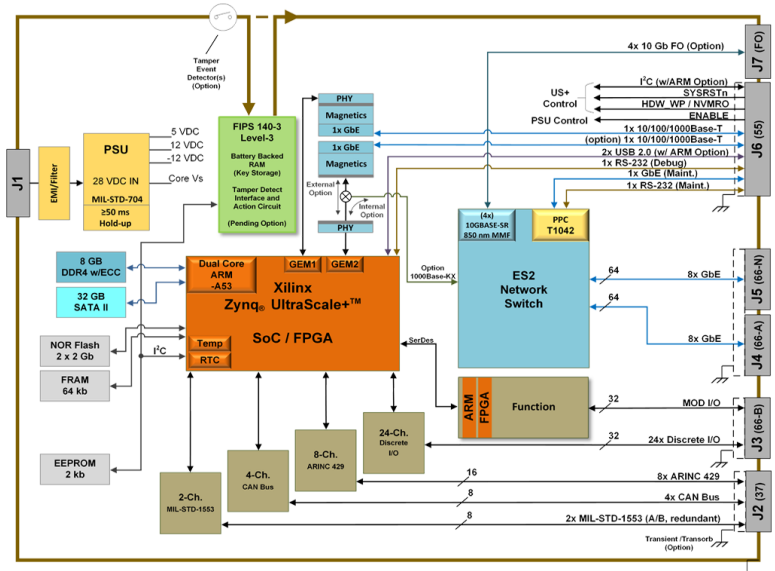 Tamper
Event
Detector(s)
(Option)
4x 10 Gb FO (Option)
J7 (FO)
I²C (w/ARM Option)
US+
Control
SYSRSTn
HDW_WP / NVMRO
PSU Control
ENABLE
1x 10/100/1000Base-T
(option) 1x 10/100/1000Base-T
2x USB 2.0 (w/ ARM Option)
1x RS-232 (Debug)
1x GbE (Maint.)
1x RS-232 (Maint.)
J6 (55)
PHY
Magnetics
1x GbE
1x GbE
Magnetics
External
Option
Internal
Option
PHY
FIPS 140-3
Level-3
Battery Backed
RAM
(Key Storage)
Tamper Detect
Interface and
Action Circuit
(Pending Option)
J1
EMI/Filter
PSU
28 VDC IN
MIL-STD-704
≥50 ms
Hold-up
5 VDC
12 VDC
-12 VDC
Core Vs
(4x)
10GBASE-SR
850 nm MMF
PPC
T1042
ES2
Network
Switch
Option
1000Base-KX
64
8x GbE
J5 (66-N)
64
8x GbE
J4 (66-A)
8 GB
DDR4 w/ECC
32 GB
SATA II
Dual Core
ARM
-A53
GEM1
GEM2
Xilinx
Zynq® UltraScale+™
SoC / FPGA
Temp
RTC
NOR Flash
2 x 2 Gb
I²C
FRAM
64 kb
EEPROM
2 kb
SerDes
ARM
FPGA
Function
32
MOD I/O
32
24x Discrete I/O
J3 (66-B)
24-Ch.
Discrete
I/O
8-Ch.
ARINC 429
4-Ch.
CAN Bus
2-Ch.
MIL-STD-1553
16
8x ARINC 429
8
4x CAN Bus
8
2x MIL-STD-1553 (A/B, redundant)
J2 (37)
Transient /Transorb
(Option)